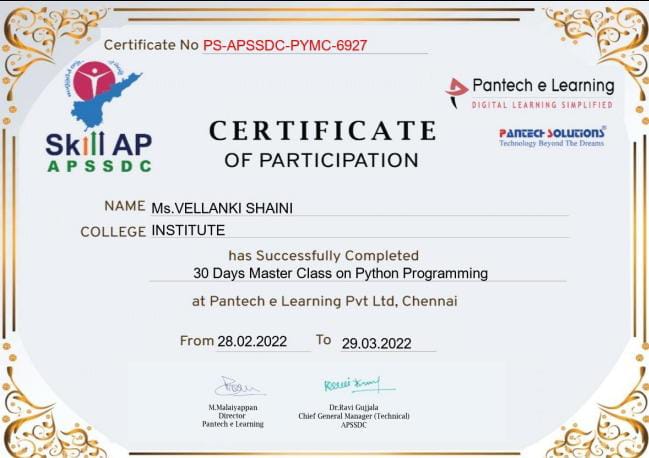 Certificate No PS-APSSDC-PYMC-6927
Skill AP
APSSDC
Pantech e Learning
DIGITAL LEARNING SIMPLIFIED
PANTECH SOLUTIONS
Technology Beyond The Dreams
CERTIFICATE
OF PARTICIPATION
NAME Ms.VELLANKI SHAINI
COLLEGE INSTITUTE
has Successfully Completed
30 Days Master Class on Python Programming
at Pantech e Learning Pvt Ltd, Chennai
From 28.02.2022 To 29.03.2022
M.Malaiyappan
Director
Pantech e Learning
Dr.Ravi Gujjala
Chief General Manager (Technical)
APSSDC